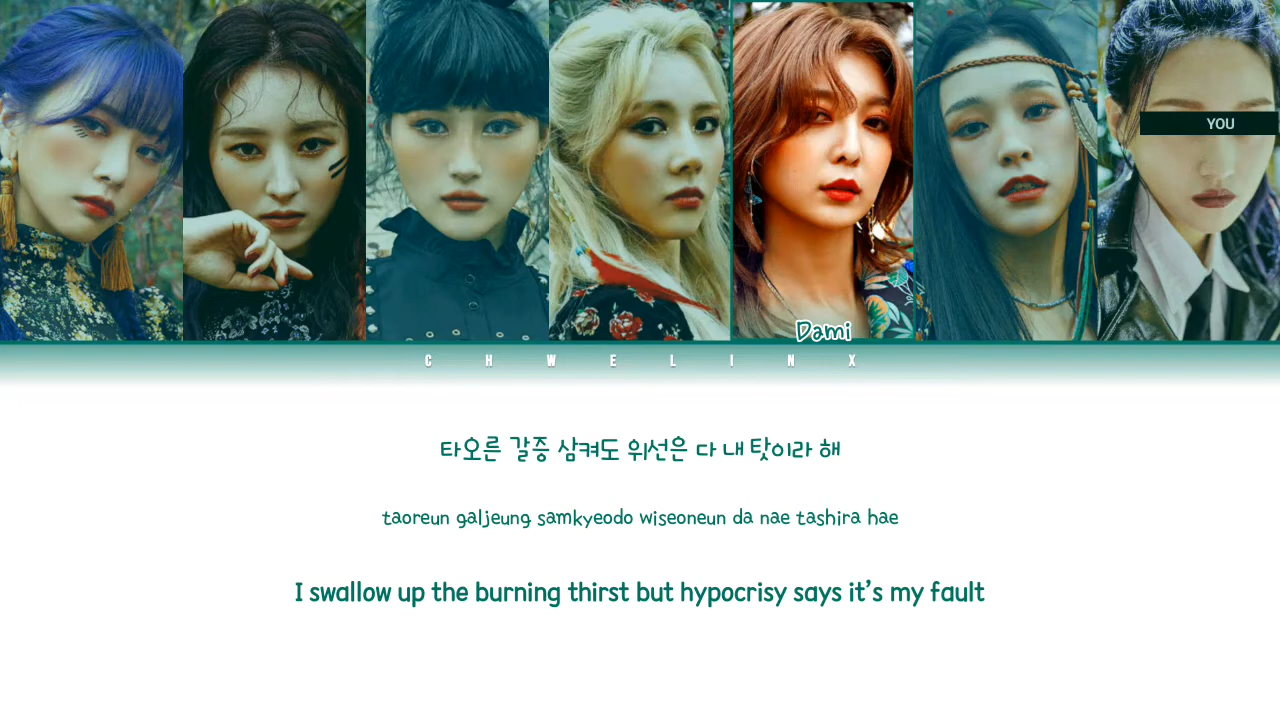 YOU
Dami
CHWELINX
타오른 갈증 삼켜도 위선은 다 내 탓이라 해
taoreun galjeung samkyeodo wiseoneun da nae tashira hae
I swallow up the burning thirst but hypocrisy says it's my fault